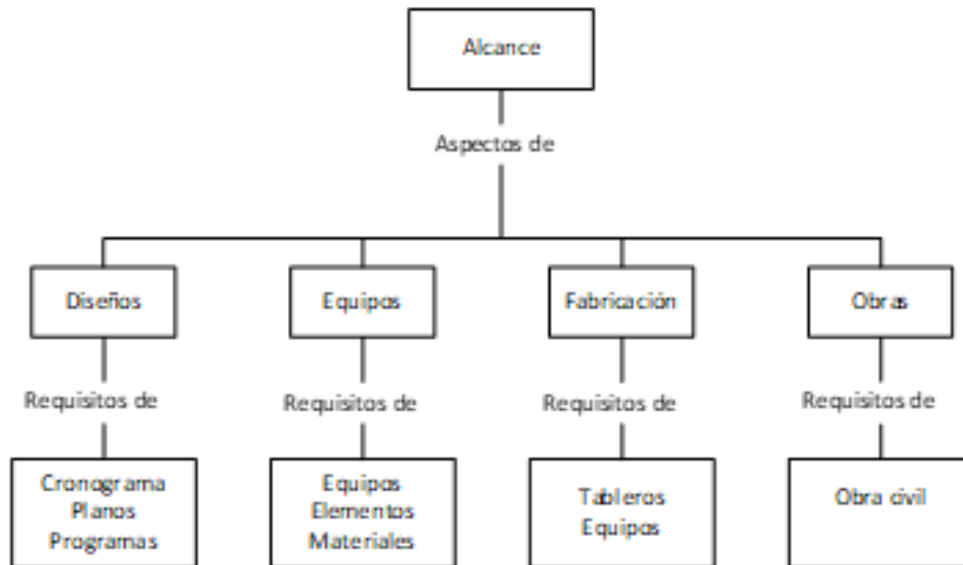 Alcance
Aspectos de
Diseños
Equipos
Fabricación
Obras
Requisitos de
Requisitos de
Requisitos de
Requisitos de
Cronograma
Planos
Programas
Equipos
Elementos
Materiales
Tableros
Equipos
Obra civil